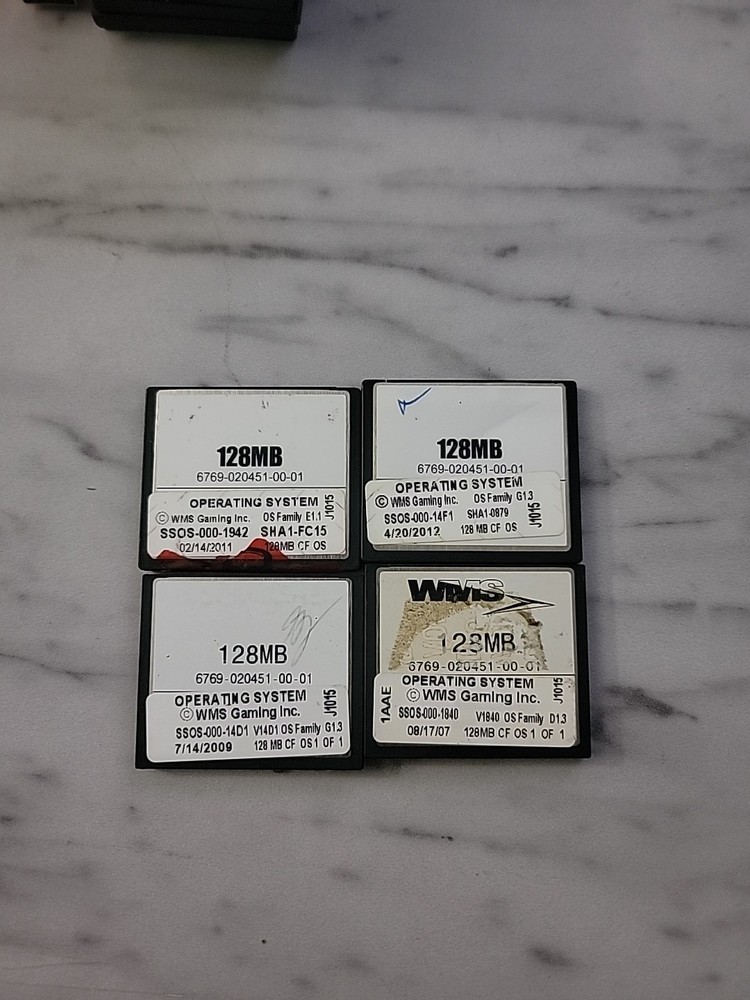 128MB
6769-020451-00-01
OPERATING SYSTEM
© WMS Gaming Inc. OS Family E1.1
SSOS-000-1942 SHA1-FC15
02/14/2011 128MB CF OS
J1015
128MB
6769-020451-00-01
OPERATING SYSTEM
© WMS Gaming Inc. OS Family G1.3
SSOS-000-14F1 SHA1-0879
4/20/2012 128 MB CF OS
J1015
128MB
6769-020451-00-01
OPERATING SYSTEM
© WMS Gaming Inc.
SSOS-000-14D1 V14D1 OS Family G1.3
7/14/2009 128 MB CF OS 1 OF 1
J1015
WMS
128MB
6769-020451-00-01
1AAE
OPERATING SYSTEM
© WMS Gaming Inc.
SSOS-000-1840 V1840 OS Family D1.3
08/17/07 128MB CF OS 1 OF 1
J1015